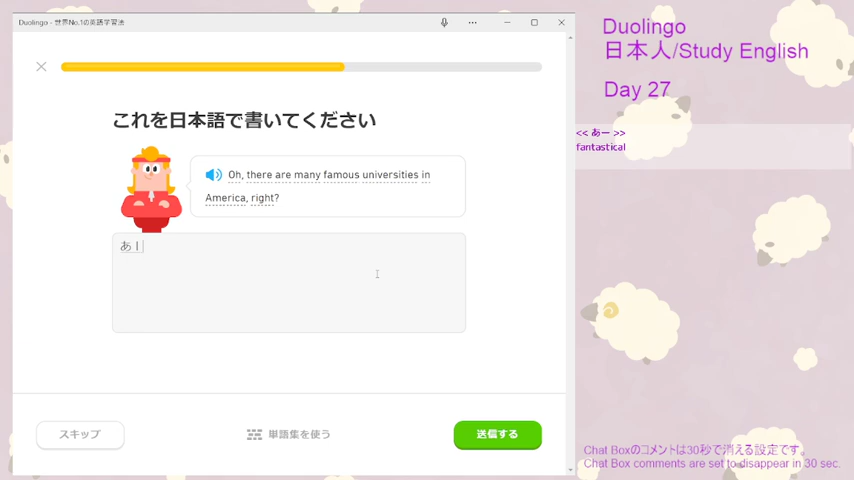 Duolingo - 世界No.1の英語学習法
これを日本語で書いてください
Oh, there are many famous universities in
America, right?
あー
スキップ
単語集を使う
送信する
Duolingo
日本人/Study English
Day 27
<< あー >>
fantastical
Chat Boxのコメントは30秒で消える設定です。
Chat Box comments are set to disappear in 30 sec.